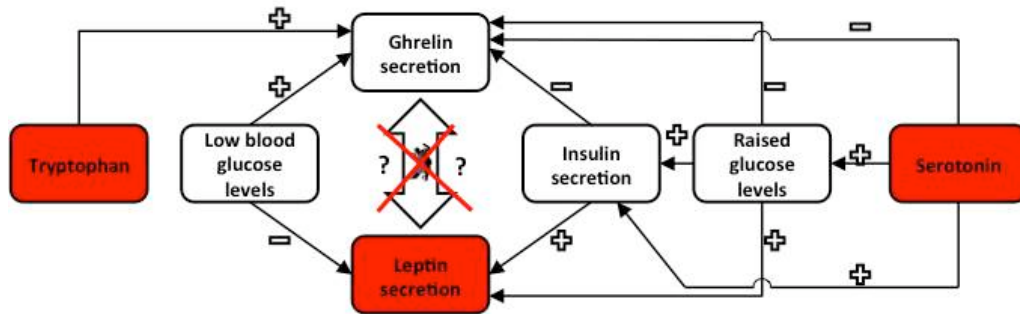 +
−
Ghrelin
secretion
+
−
−
Tryptophan
Low blood
glucose
levels
?
?
Insulin
secretion
+
Raised
glucose
levels
+
Serotonin
−
+
+
Leptin
secretion
+